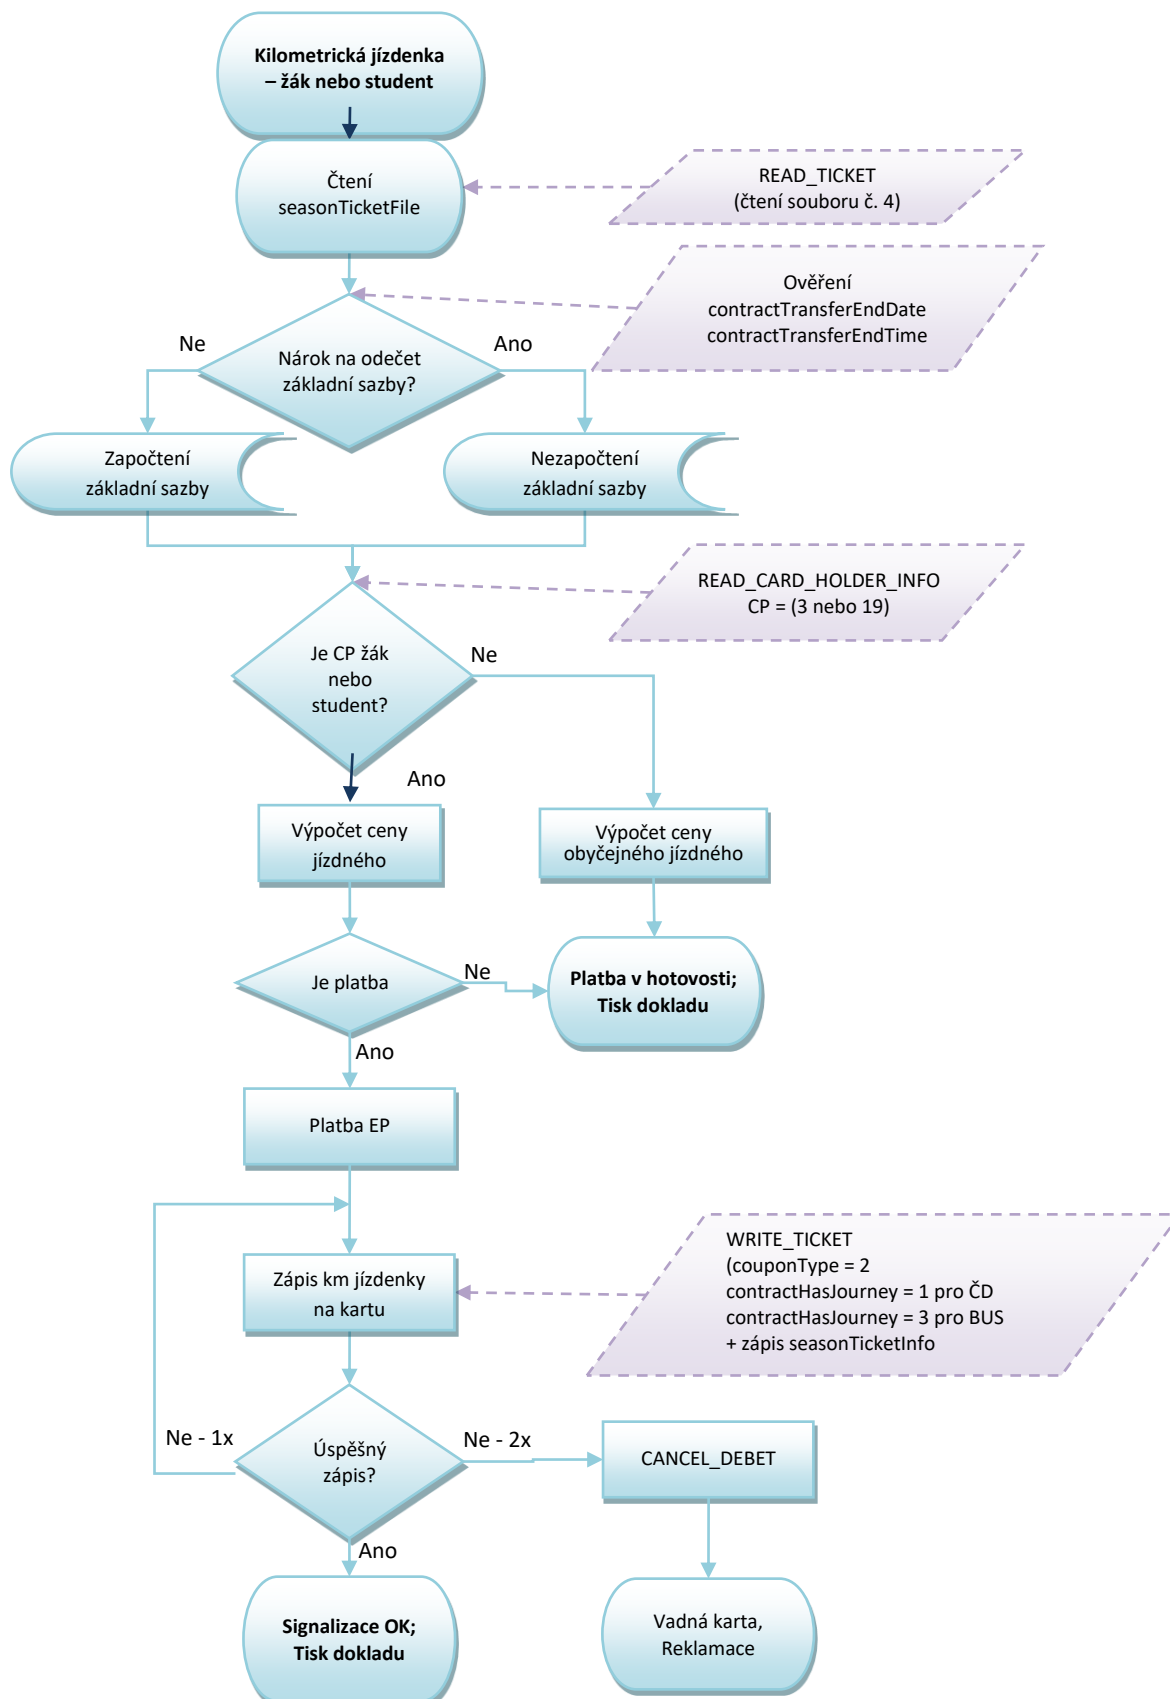 Kilometrická jízdenka
– žák nebo student
Čtení
seasonTicketFile
READ_TICKET
(čtení souboru č. 4)
Ověření
contractTransferEndDate
contractTransferEndTime
Ne
Ano
Nárok na odečet
základní sazby?
Započtení
základní sazby
Nezapočtení
základní sazby
READ_CARD_HOLDER_INFO
CP = (3 nebo 19)
Je CP žák
nebo
student?
Ne
Ano
Výpočet ceny
jízdného
Výpočet ceny
obyčejného jízdného
Je platba
Ne
Platba v hotovosti;
Tisk dokladu
Ano
Platba EP
Zápis km jízdenky
na kartu
WRITE_TICKET
(couponType = 2
contractHasJourney = 1 pro ČD
contractHasJourney = 3 pro BUS
+ zápis seasonTicketInfo
Ne - 1x
Úspěšný
zápis?
Ne - 2x
CANCEL_DEBET
Ano
Signalizace OK;
Tisk dokladu
Vadná karta,
Reklamace